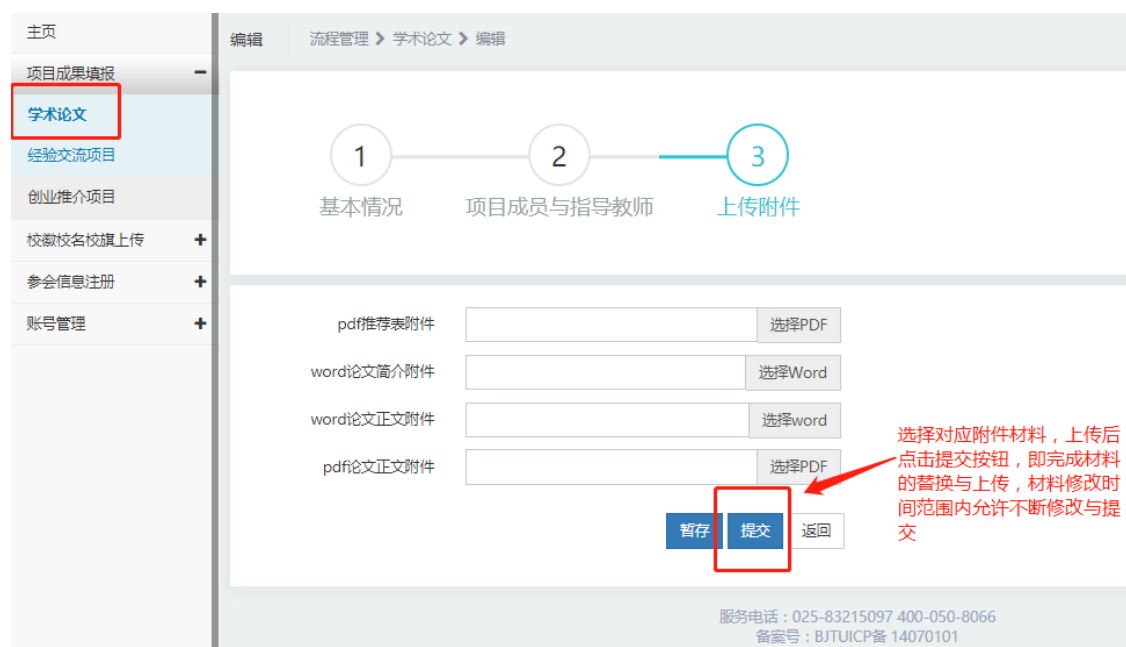 主页
项目成果填报
学术论文
经验交流项目
创业推介项目
校徽校名校旗上传
参会信息注册
账号管理
编辑
流程管理 > 学术论文 > 编辑
1
2
3
基本情况
项目成员与指导教师
上传附件
pdf推荐表附件
选择PDF
word论文简介附件
选择Word
word论文正文附件
选择word
pdf论文正文附件
选择PDF
选择对应附件材料，上传后
点击提交按钮，即完成材料
的替换与上传，材料修改时
间范围内允许不断修改与提
交
暂存
提交
返回
服务电话：025-83215097 400-050-8066
备案号：BJTUICP备 14070101